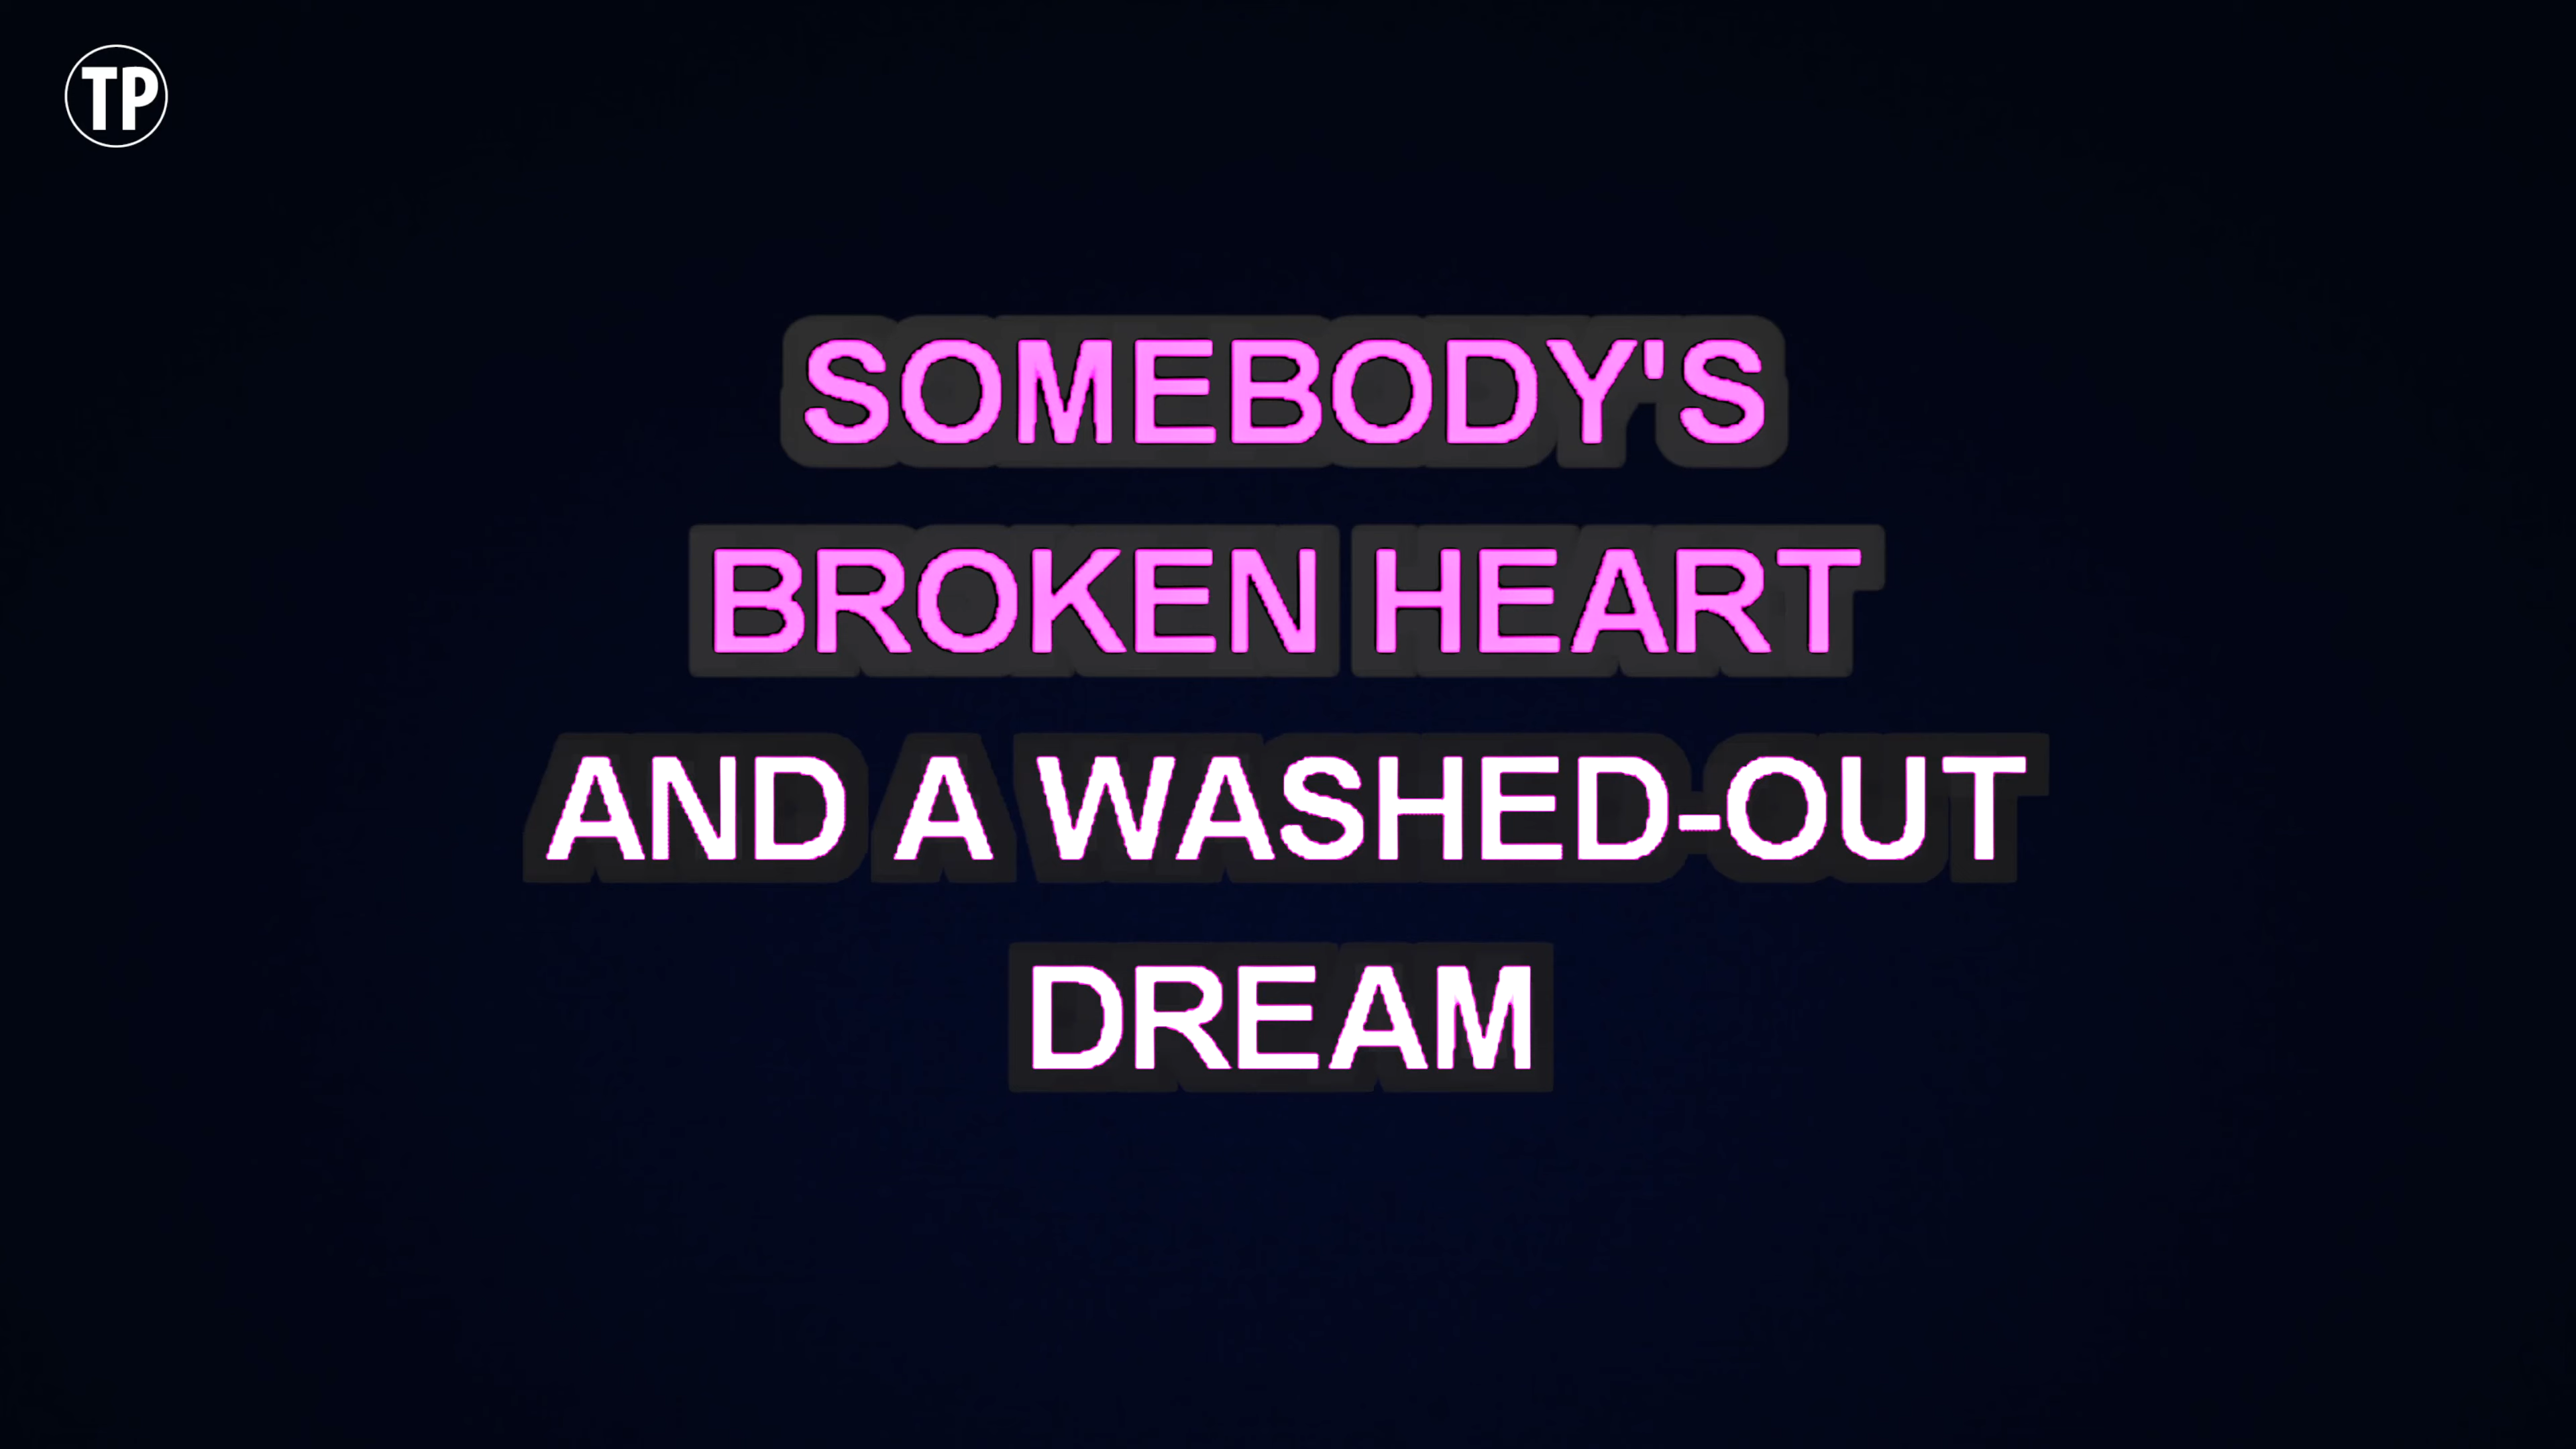 TP
SOMEBODY'S
BROKEN HEART
AND A WASHED-OUT
DREAM